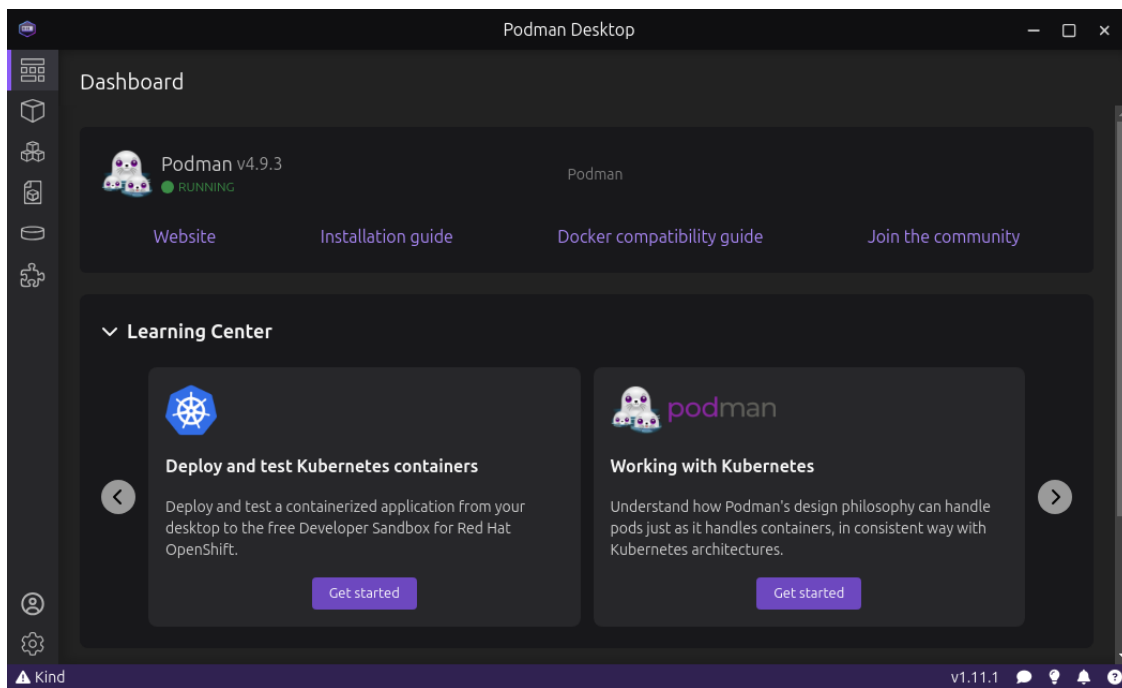 Podman Desktop
Dashboard
Podman v4.9.3
RUNNING
Podman
Website
Installation guide
Docker compatibility guide
Join the community
Learning Center
podman
Deploy and test Kubernetes containers
Working with Kubernetes
Deploy and test a containerized application from your
desktop to the free Developer Sandbox for Red Hat
OpenShift.
Understand how Podman's design philosophy can handle
pods just as it handles containers, in consistent way with
Kubernetes architectures.
Get started
Get started
Kind
v1.11.1